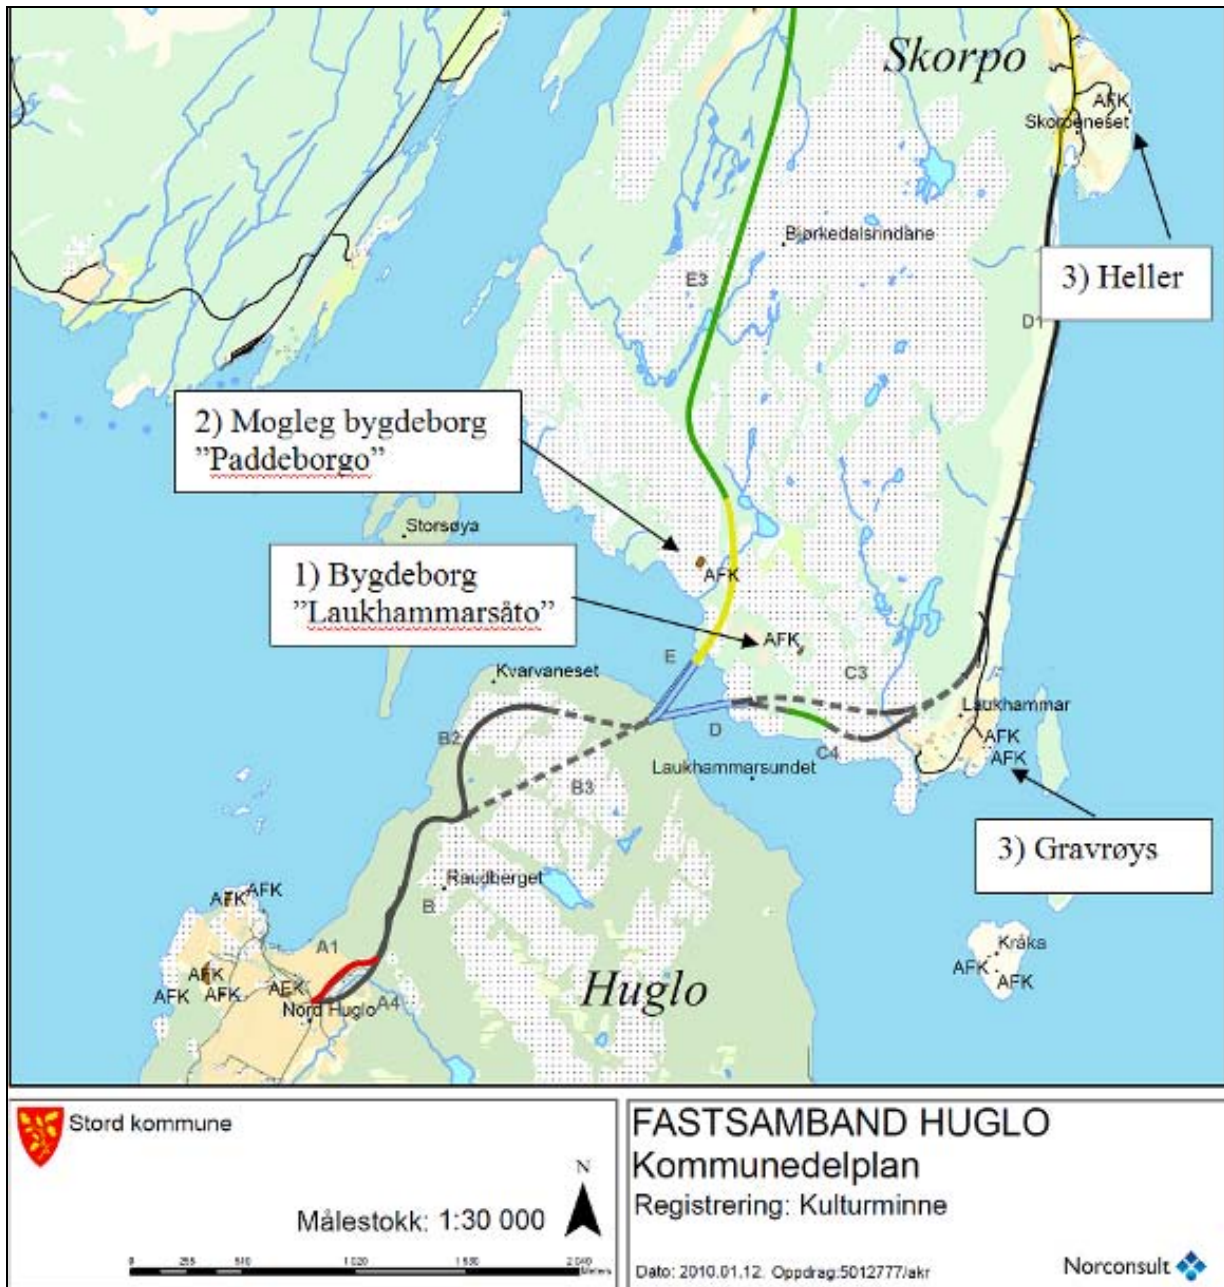 Skorpo
AFK
Skorpeneset
Bjørkedalsrindane
3) Heller
E3
D1
2) Mogleg bygdeborg
”Paddeborgo”
Storsøya
AFK
1) Bygdeborg
”Laukhammarsåto”
AFK
E
C3
Kvarvaneset
Laukhammar
B2
D
C4
AFK
AFK
Laukhammarsundet
B3
3) Gravrøys
Raudberget
AFK
AFK
B
A1
Kråka
AFK
AFK
AFK
AFK
AFK
AFK
Huglo
A4
Nord Huglo
Stord kommune
N
Målestokk: 1:30 000
FASTSAMBAND HUGLO
Kommunedelplan
Registrering: Kulturminne
Dato: 2010.01.12. Oppdrag:5012777/akr
Norconsult